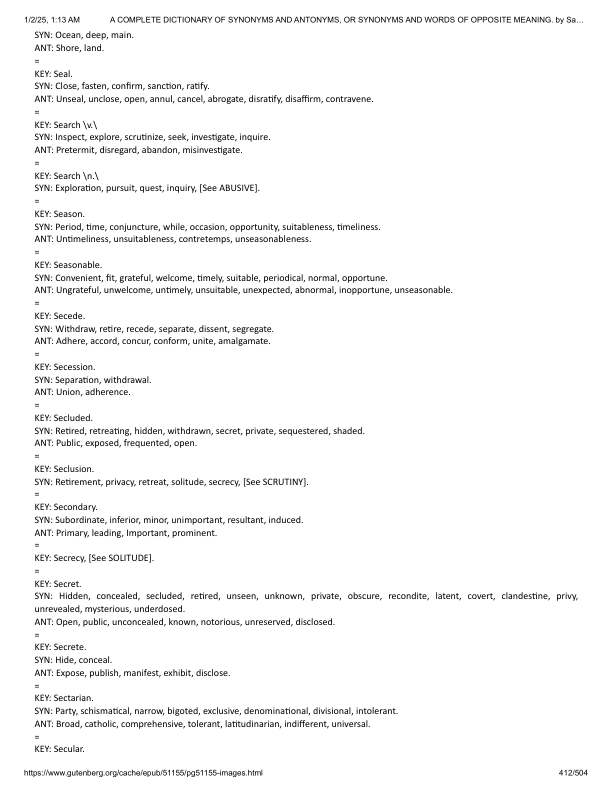 1/2/25, 1:13 AM A COMPLETE DICTIONARY OF SYNONYMS AND ANTONYMS, OR SYNONYMS AND WORDS OF OPPOSITE MEANING. by Sa…
SYN: Ocean, deep, main.
ANT: Shore, land.
=
KEY: Seal.
SYN: Close, fasten, confirm, sanction, ratify.
ANT: Unseal, unclose, open, annul, cancel, abrogate, disratify, disaffirm, contravene.
=
KEY: Search \v.\
SYN: Inspect, explore, scrutinize, seek, investigate, inquire.
ANT: Pretermit, disregard, abandon, misinvestigate.
=
KEY: Search \n.\
SYN: Exploration, pursuit, quest, inquiry, [See ABUSIVE].
=
KEY: Season.
SYN: Period, time, conjuncture, while, occasion, opportunity, suitableness, timeliness.
ANT: Untimeliness, unsuitableness, contretemps, unseasonableness.
=
KEY: Seasonable.
SYN: Convenient, fit, grateful, welcome, timely, suitable, periodical, normal, opportune.
ANT: Ungrateful, unwelcome, untimely, unsuitable, unexpected, abnormal, inopportune, unseasonable.
=
KEY: Secede.
SYN: Withdraw, retire, recede, separate, dissent, segregate.
ANT: Adhere, accord, concur, conform, unite, amalgamate.
=
KEY: Secession.
SYN: Separation, withdrawal.
ANT: Union, adherence.
=
KEY: Secluded.
SYN: Retired, retreating, hidden, withdrawn, secret, private, sequestered, shaded.
ANT: Public, exposed, frequented, open.
=
KEY: Seclusion.
SYN: Retirement, privacy, retreat, solitude, secrecy, [See SCRUTINY].
=
KEY: Secondary.
SYN: Subordinate, inferior, minor, unimportant, resultant, induced.
ANT: Primary, leading, Important, prominent.
=
KEY: Secrecy, [See SOLITUDE].
=
KEY: Secret.
SYN: Hidden, concealed, secluded, retired, unseen, unknown, private, obscure, recondite, latent, covert, clandestine, privy,
unrevealed, mysterious, underdosed.
ANT: Open, public, unconcealed, known, notorious, unreserved, disclosed.
=
KEY: Secrete.
SYN: Hide, conceal.
ANT: Expose, publish, manifest, exhibit, disclose.
=
KEY: Sectarian.
SYN: Party, schismatical, narrow, bigoted, exclusive, denominational, divisional, intolerant.
ANT: Broad, catholic, comprehensive, tolerant, latitudinarian, indifferent, universal.
=
KEY: Secular.
https://www.gutenberg.org/cache/epub/51155/pg51155-images.html 412/504